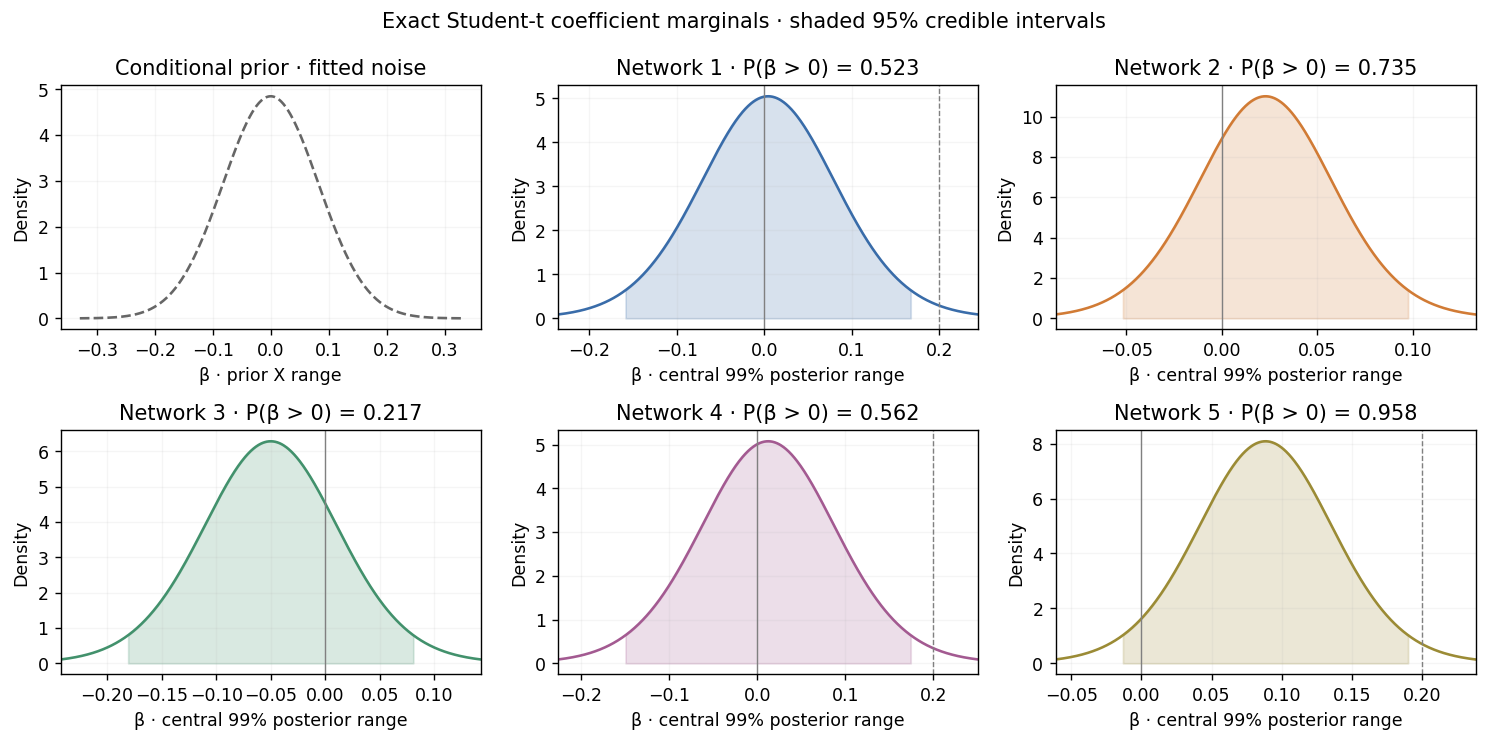 Exact Student-t coefficient marginals · shaded 95% credible intervals
Conditional prior · fitted noise
Density
5
4
3
2
1
0
−0.3 −0.2 −0.1 0.0 0.1 0.2 0.3
β · prior X range
Network 1 · P(β > 0) = 0.523
Density
5
4
3
2
1
0
−0.2 −0.1 0.0 0.1 0.2
β · central 99% posterior range
Network 2 · P(β > 0) = 0.735
Density
10
8
6
4
2
0
−0.05 0.00 0.05 0.10
β · central 99% posterior range
Network 3 · P(β > 0) = 0.217
Density
6
5
4
3
2
1
0
−0.20 −0.15 −0.10 −0.05 0.00 0.05 0.10
β · central 99% posterior range
Network 4 · P(β > 0) = 0.562
Density
5
4
3
2
1
0
−0.2 −0.1 0.0 0.1 0.2
β · central 99% posterior range
Network 5 · P(β > 0) = 0.958
Density
8
6
4
2
0
−0.05 0.00 0.05 0.10 0.15 0.20
β · central 99% posterior range